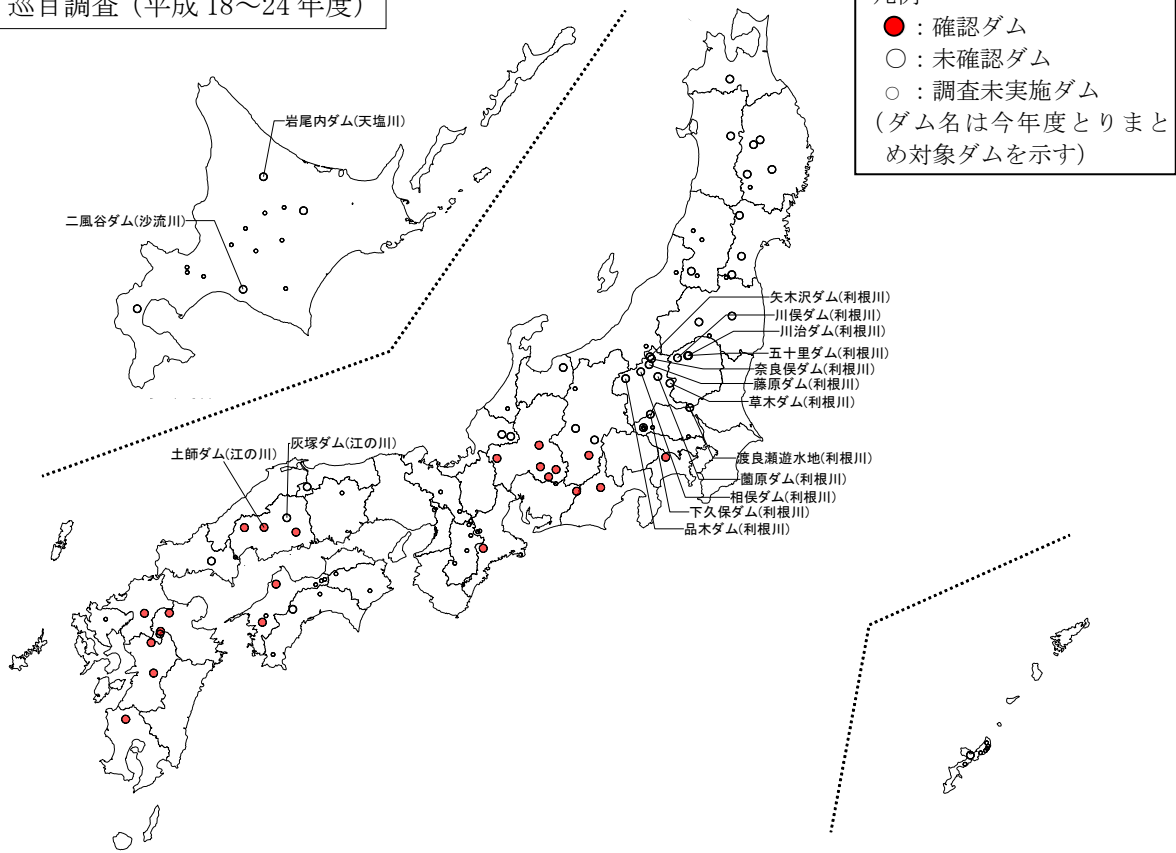 巡目調査（平成 18～24 年度）
凡例
：確認ダム
○：未確認ダム
○：調査未実施ダム
（ダム名は今年度とりまと
め対象ダムを示す）
岩尾内ダム(天塩川)
二風谷ダム(沙流川)
矢木沢ダム(利根川)
川俣ダム(利根川)
川治ダム(利根川)
五十里ダム(利根川)
奈良俣ダム(利根川)
藤原ダム(利根川)
草木ダム(利根川)
灰塚ダム(江の川)
土師ダム(江の川)
渡良瀬遊水地(利根川)
薗原ダム(利根川)
相俣ダム(利根川)
下久保ダム(利根川)
品木ダム(利根川)